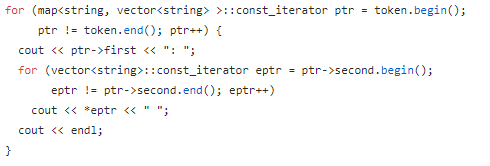 for (map<string, vector<string> >::const_iterator ptr = token.begin();
     ptr != token.end(); ptr++) {
  cout << ptr->first << ": ";
  for (vector<string>::const_iterator eptr = ptr->second.begin();
       eptr != ptr->second.end(); eptr++)
    cout << *eptr << " ";
  cout << endl;
}